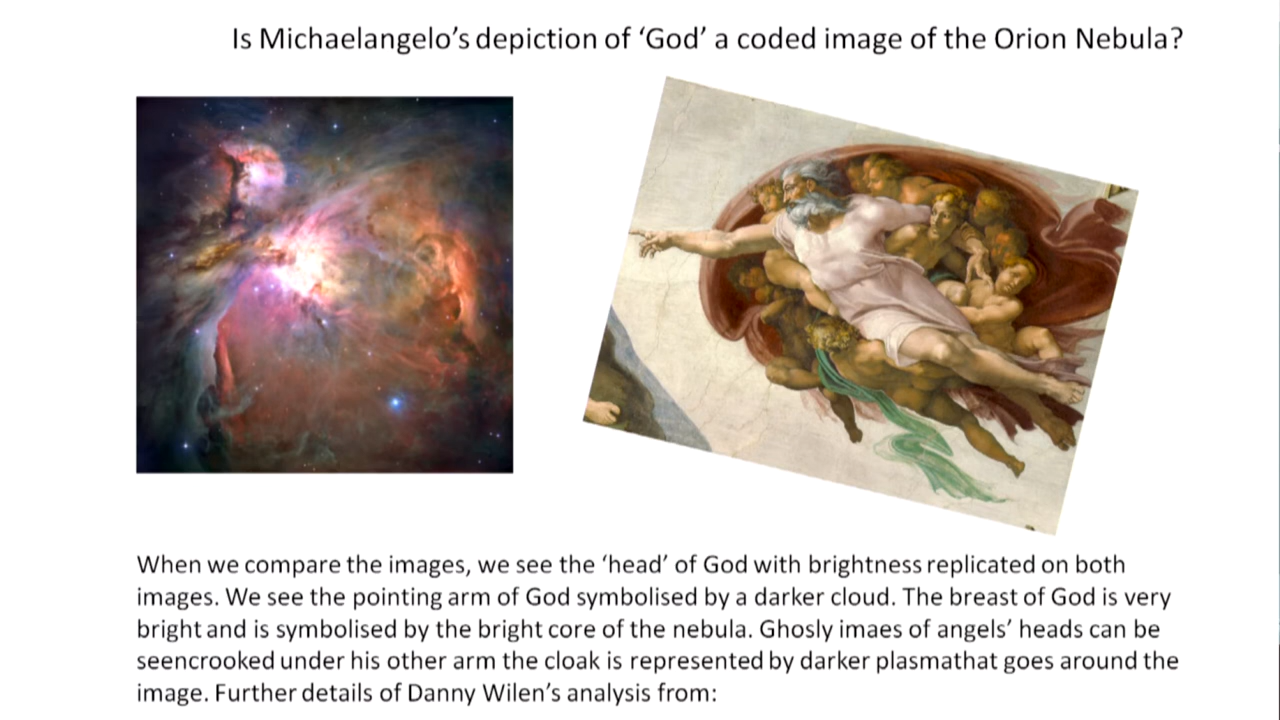 Is Michaelangelo’s depiction of ‘God’ a coded image of the Orion Nebula?
When we compare the images, we see the ‘head’ of God with brightness replicated on both
images. We see the pointing arm of God symbolised by a darker cloud. The breast of God is very
bright and is symbolised by the bright core of the nebula. Ghosly imaes of angels’ heads can be
seencrooked under his other arm the cloak is represented by darker plasmathat goes around the
image. Further details of Danny Wilen’s analysis from: